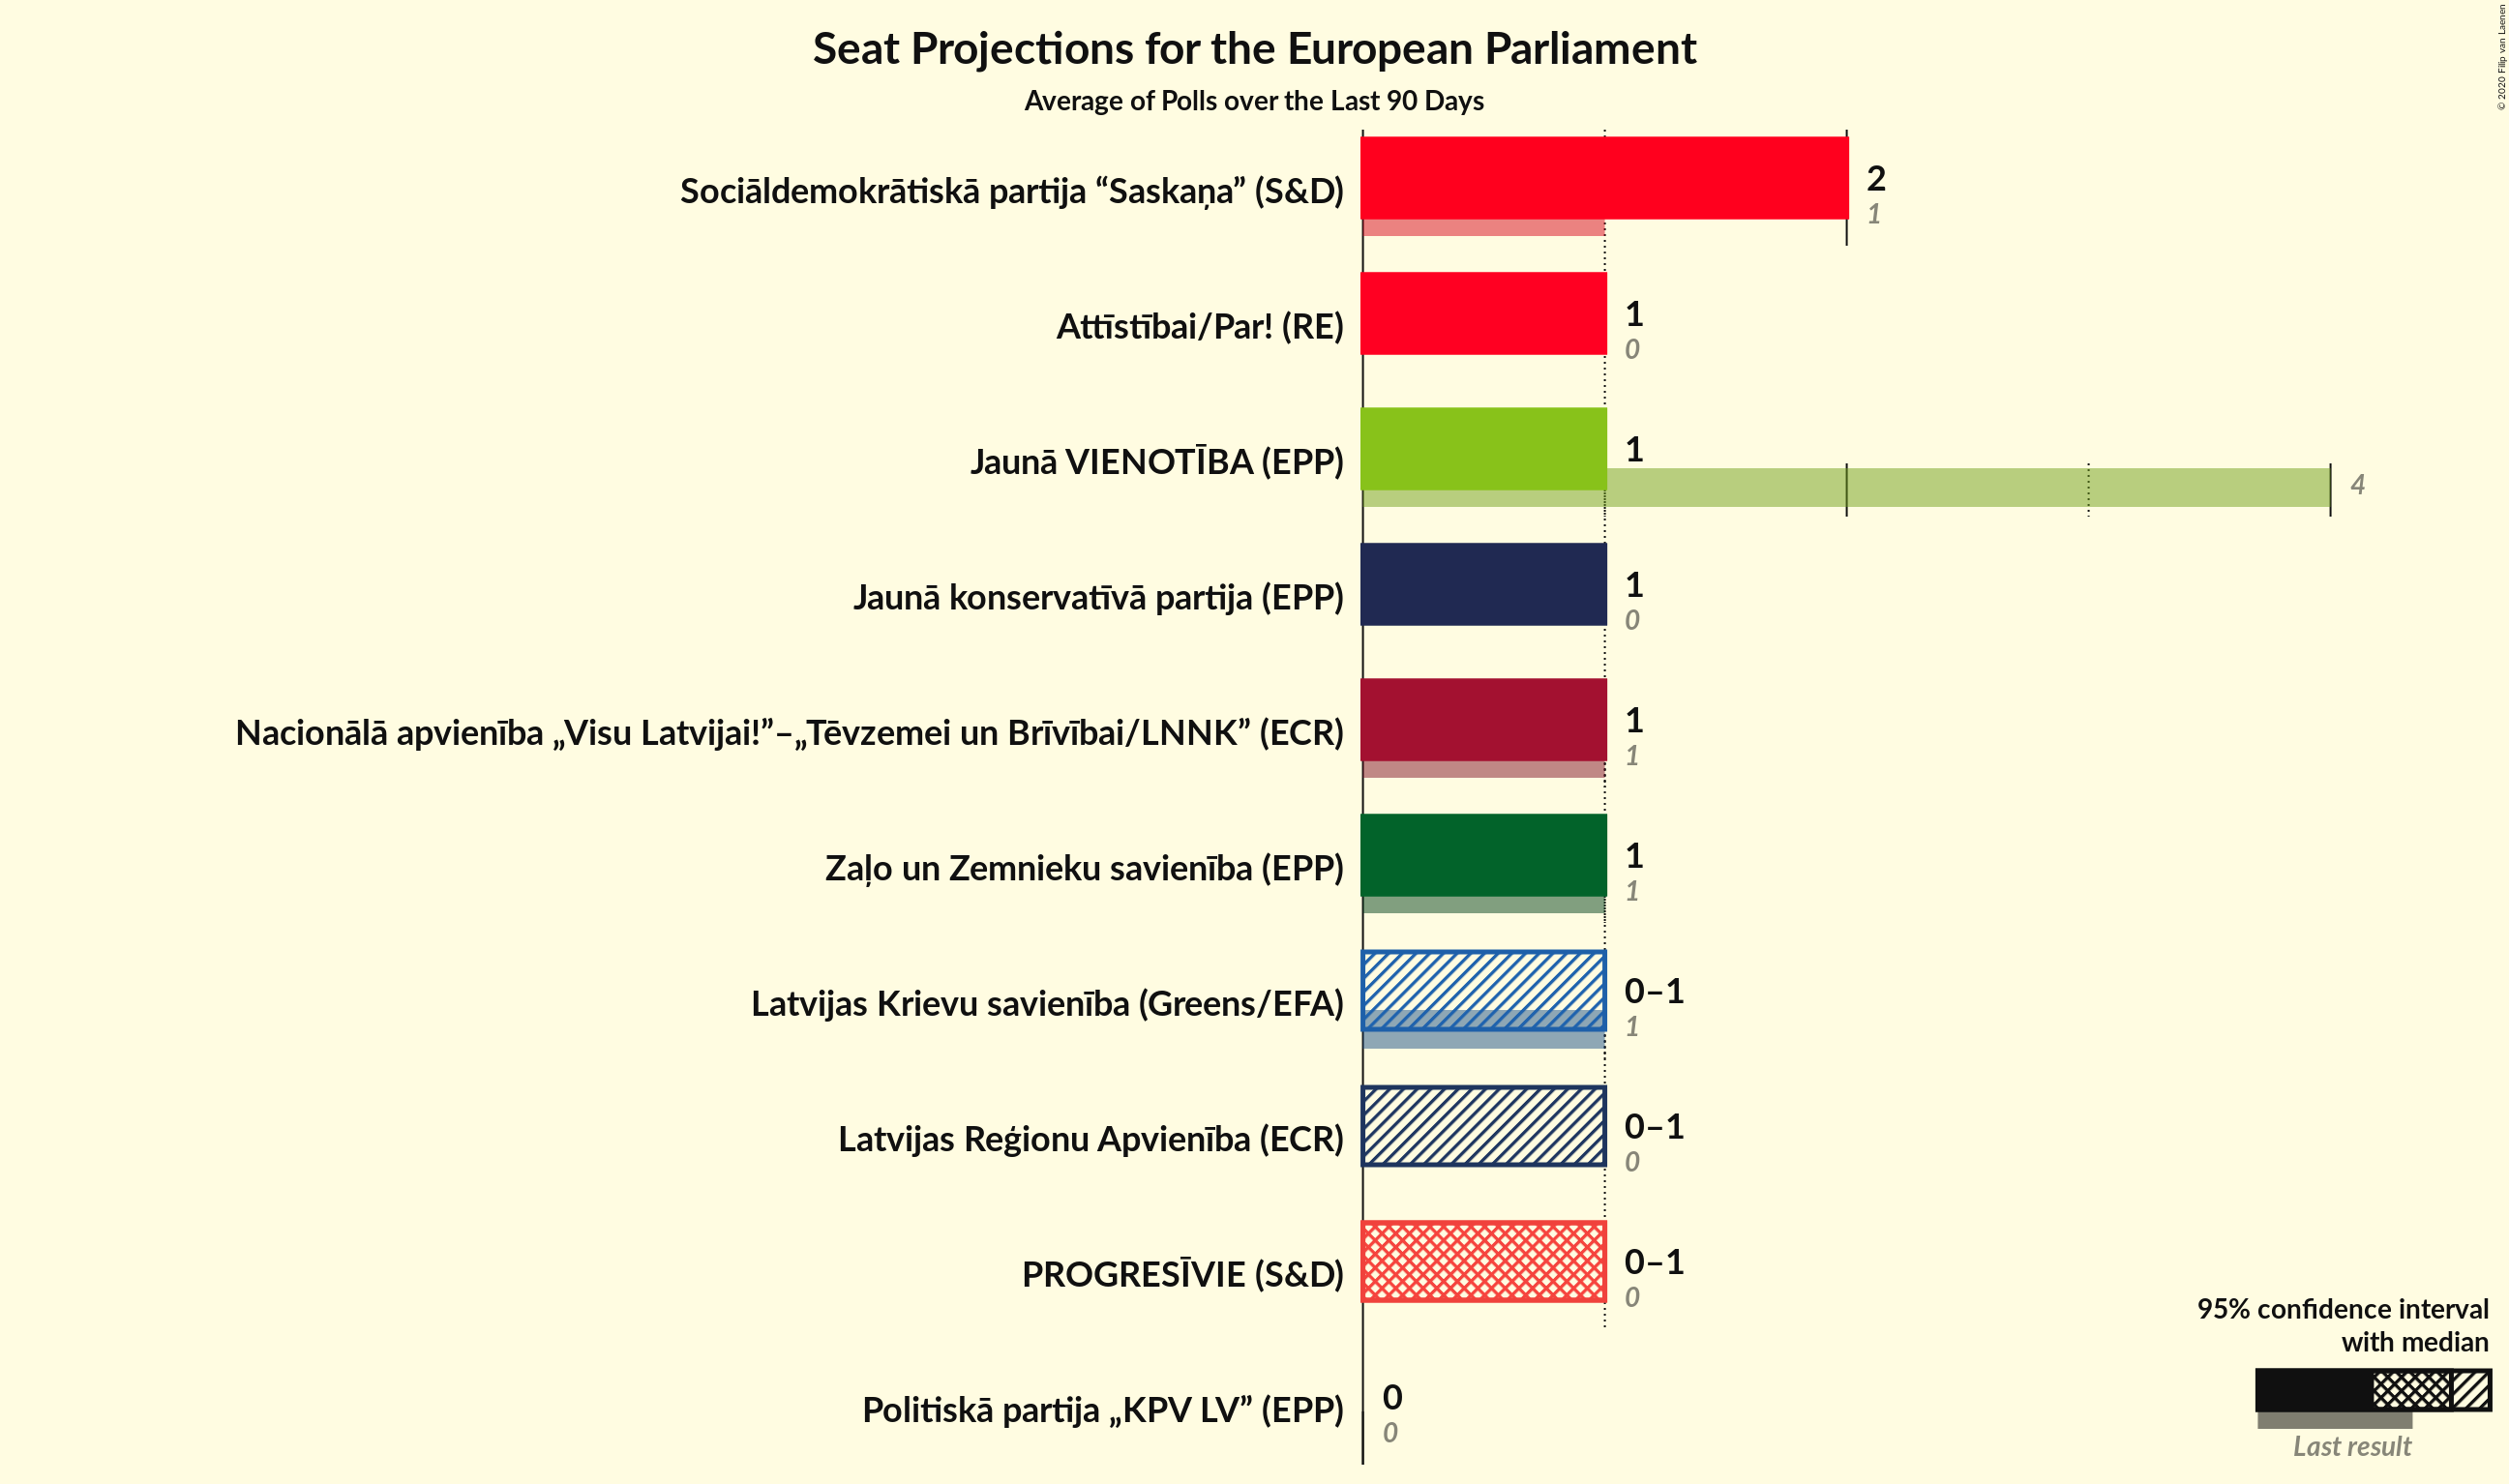 Seat Projections for the European Parliament
Average of Polls over the Last 90 Days
© 2020 Filip van Laenen
Sociāldemokrātiskā partija “Saskaņa” (S&D)
2
1
Attīstībai/Par! (RE)
1
0
Jaunā VIENOTĪBA (EPP)
1
4
Jaunā konservatīvā partija (EPP)
1
0
Nacionālā apvienība „Visu Latvijai!”–„Tēvzemei un Brīvībai/LNNK” (ECR)
1
1
Zaļo un Zemnieku savienība (EPP)
1
1
Latvijas Krievu savienība (Greens/EFA)
0–1
1
Latvijas Reģionu Apvienība (ECR)
0–1
0
PROGRESĪVIE (S&D)
0–1
0
Politiskā partija „KPV LV” (EPP)
0
0
95% confidence interval
with median
Last result